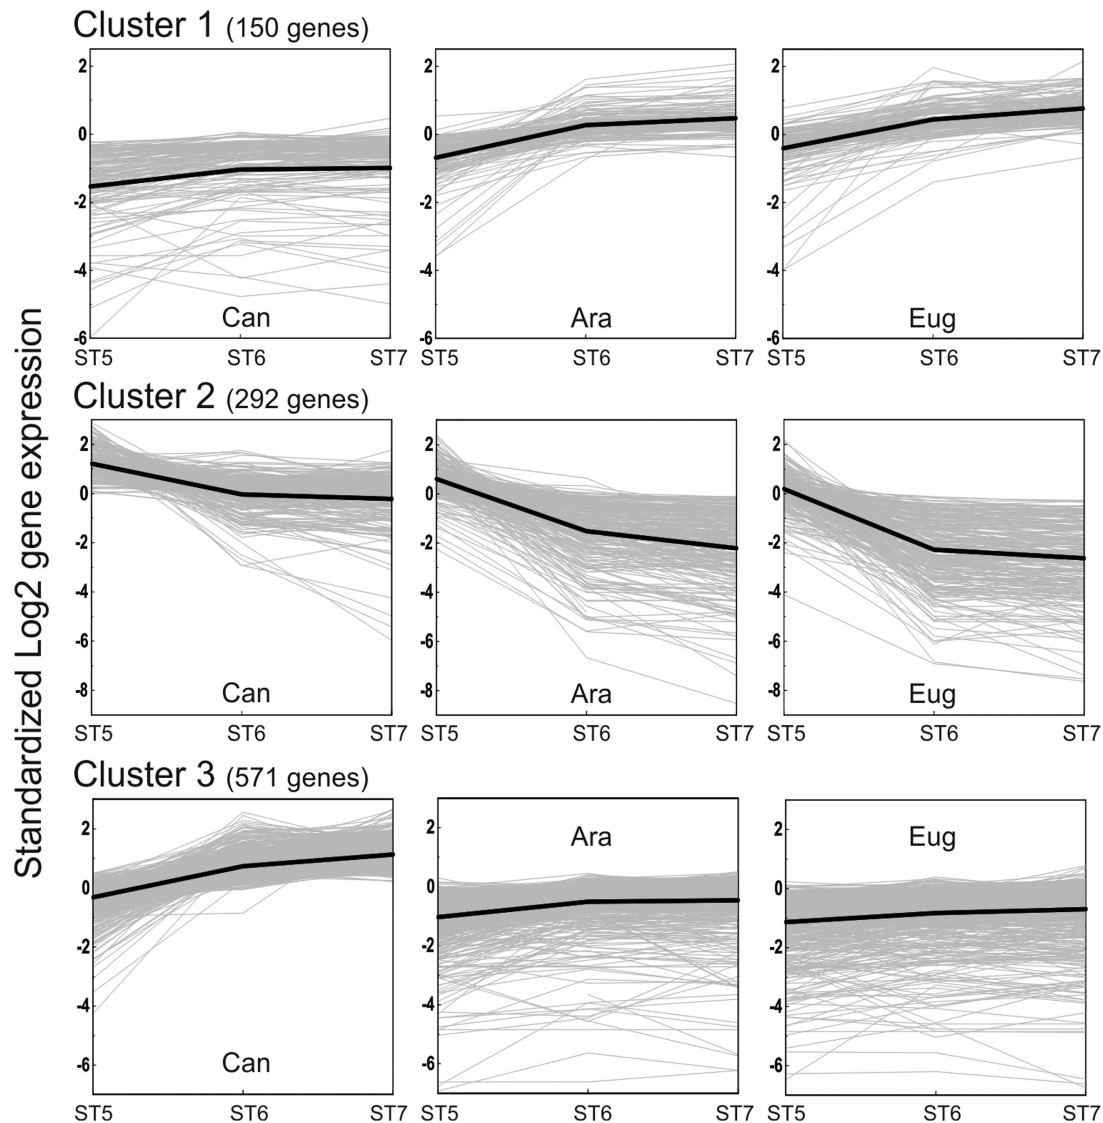 Standardized Log2 gene expression
Cluster 1 (150 genes)
2
0
-2
-4
-6
Can
ST5 ST6 ST7
2
0
-2
-4
-6
Ara
ST5 ST6 ST7
2
0
-2
-4
-6
Eug
ST5 ST6 ST7
Cluster 2 (292 genes)
2
0
-2
-4
-6
-8
Can
ST5 ST6 ST7
2
0
-2
-4
-6
-8
Ara
ST5 ST6 ST7
2
0
-2
-4
-6
-8
Eug
ST5 ST6 ST7
Cluster 3 (571 genes)
2
0
-2
-4
-6
Can
ST5 ST6 ST7
2
0
-2
-4
-6
Ara
ST5 ST6 ST7
2
0
-2
-4
-6
Eug
ST5 ST6 ST7